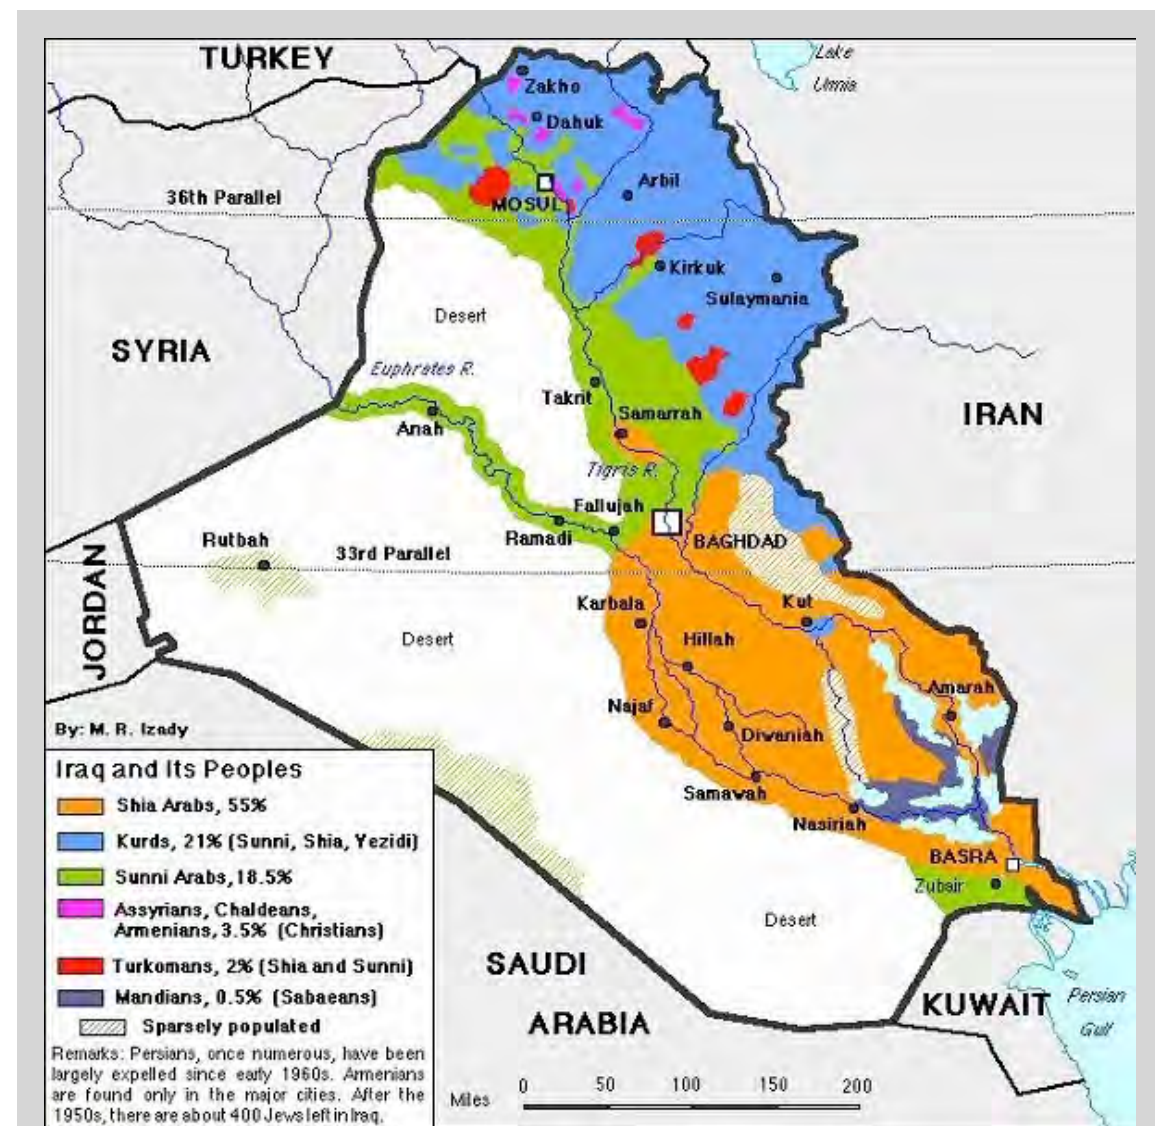 TURKEY
Lake
Urmia
Zakho
Dahuk
Arbil
36th Parallel
MOSUL
Kirkuk
Sulaymania
Desert
SYRIA
Euphrates R.
Takrit
Samarrah
IRAN
Anah
Tigris R.
Fallujah
Ramadi
BAGHDAD
Rutbah
33rd Parallel
JORDAN
Karbala
Kut
Hillah
Desert
Amarah
Najaf
Diwaniah
By: M. R. Izady
Samawah
Nasiriah
BASRA
Zubair
Desert
SAUDI
ARABIA
KUWAIT
Persian
Gulf
Iraq and Its Peoples
Shia Arabs, 55%
Kurds, 21% (Sunni, Shia, Yezidi)
Sunni Arabs, 18.5%
Assyrians, Chaldeans,
Armenians, 3.5% (Christians)
Turkomans, 2% (Shia and Sunni)
Mandians, 0.5% (Sabaeans)
Sparsely populated
Remarks: Persians, once numerous, have been
largely expelled since early 1960s. Armenians
are found only in the major cities. After the
1950s, there are about 400 Jews left in Iraq.
Miles 0 50 100 150 200